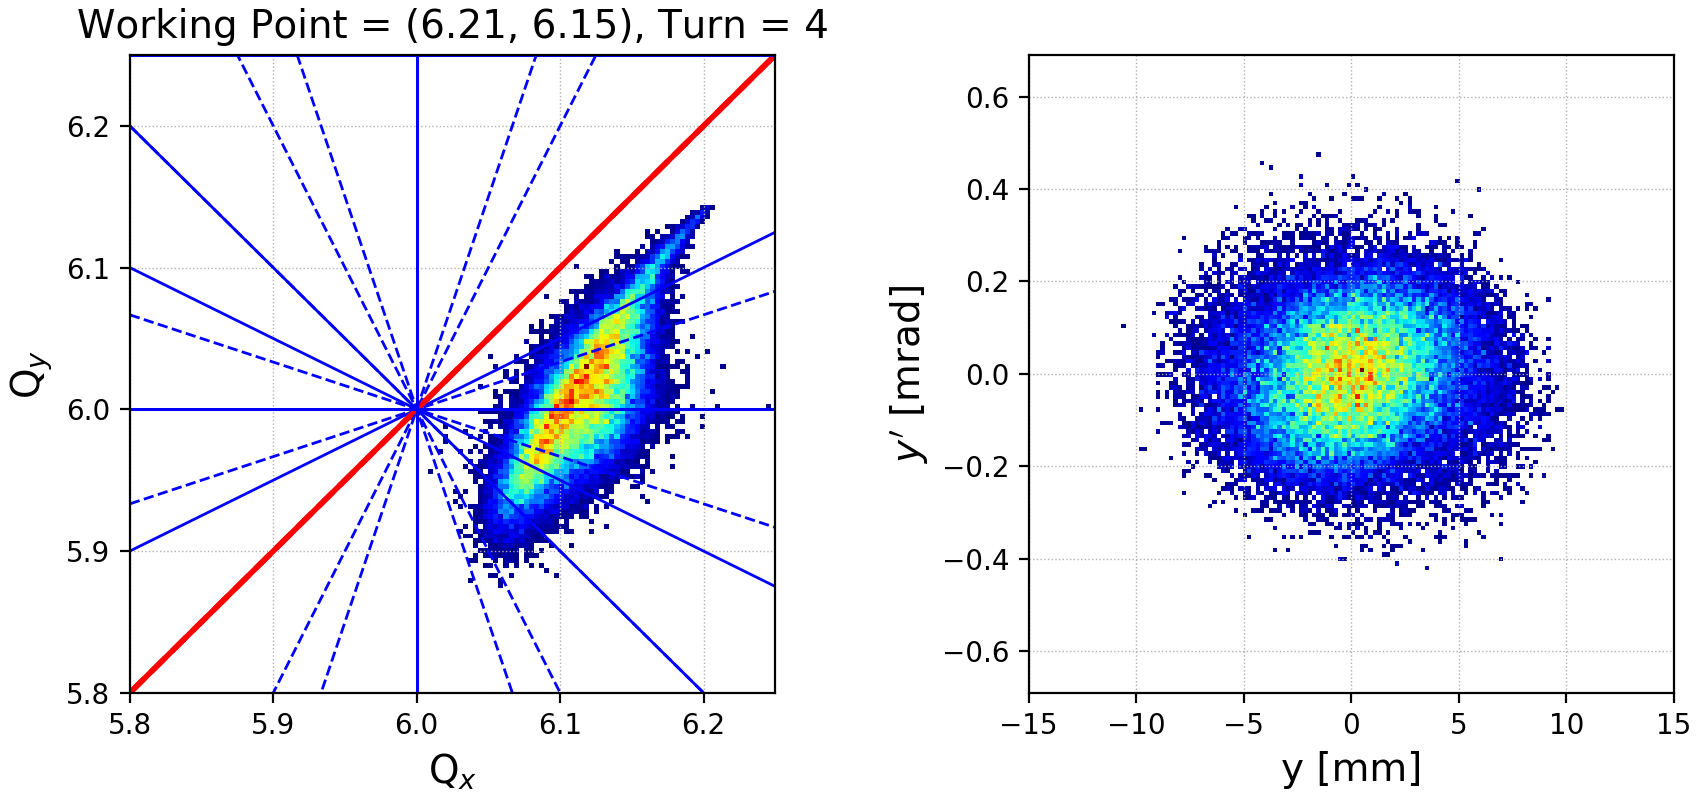 Working Point = (6.21, 6.15), Turn = 4
6.2
6.1
6.0
5.9
5.8
5.8 5.9 6.0 6.1 6.2
Qy
Qx
0.6
0.4
0.2
0.0
−0.2
−0.4
−0.6
−15 −10 −5 0 5 10 15
y′ [mrad]
y [mm]